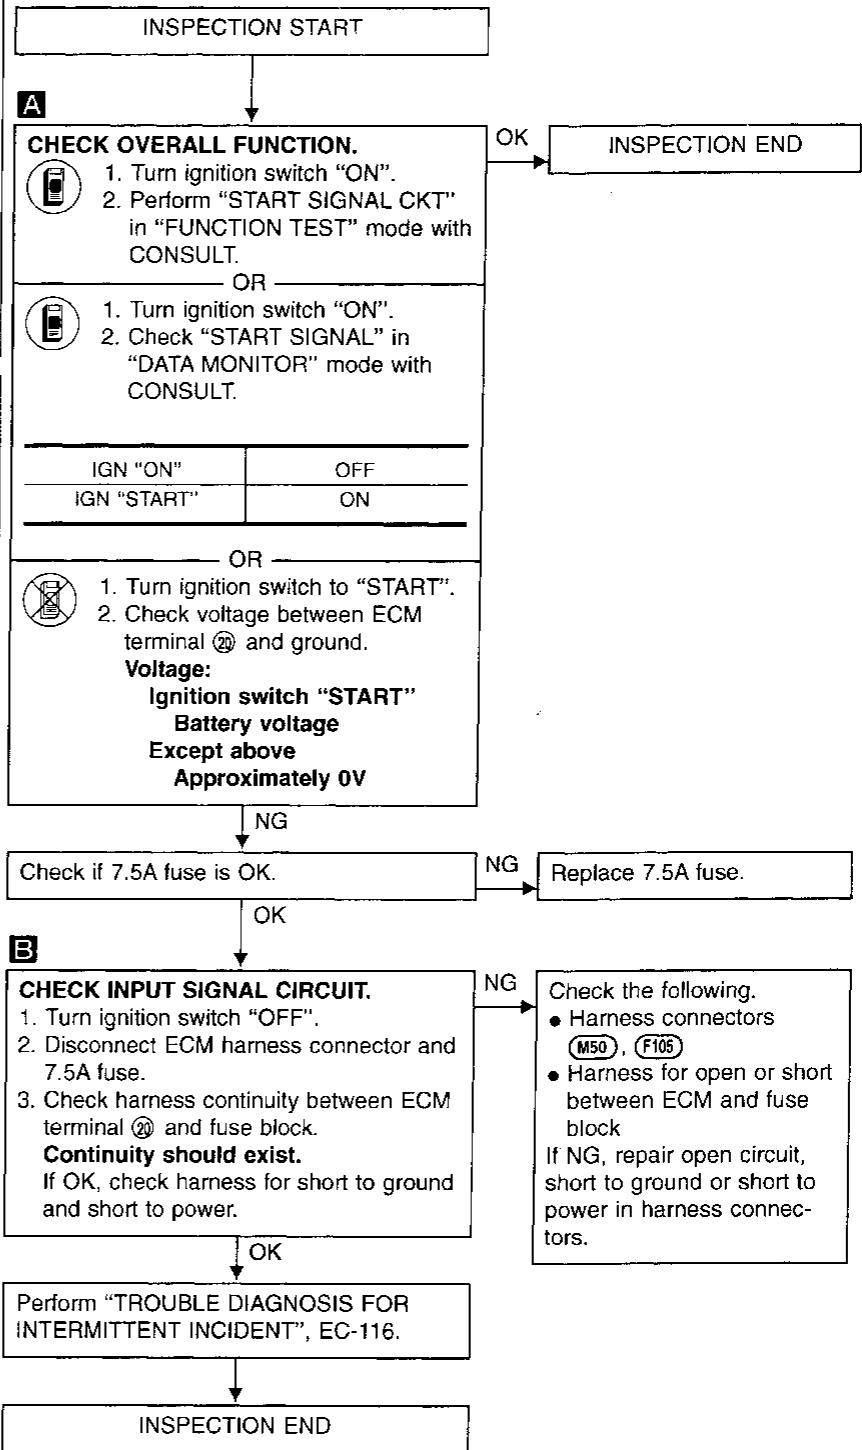 INSPECTION START
A
CHECK OVERALL FUNCTION.
1. Turn ignition switch “ON”.
2. Perform “START SIGNAL CKT”
in “FUNCTION TEST” mode with
CONSULT.
OR
1. Turn ignition switch “ON”.
2. Check “START SIGNAL” in
“DATA MONITOR” mode with
CONSULT.
IGN “ON” OFF
IGN “START” ON
OR
1. Turn ignition switch to “START”.
2. Check voltage between ECM
terminal ⑳ and ground.
Voltage:
Ignition switch “START”
Battery voltage
Except above
Approximately 0V
OK
INSPECTION END
NG
Check if 7.5A fuse is OK.
NG
Replace 7.5A fuse.
OK
B
CHECK INPUT SIGNAL CIRCUIT.
1. Turn ignition switch “OFF”.
2. Disconnect ECM harness connector and
7.5A fuse.
3. Check harness continuity between ECM
terminal ⑳ and fuse block.
Continuity should exist.
If OK, check harness for short to ground
and short to power.
NG
Check the following.
● Harness connectors
M50, F105
● Harness for open or short
between ECM and fuse
block
If NG, repair open circuit,
short to ground or short to
power in harness connec-
tors.
OK
Perform “TROUBLE DIAGNOSIS FOR
INTERMITTENT INCIDENT”, EC-116.
INSPECTION END